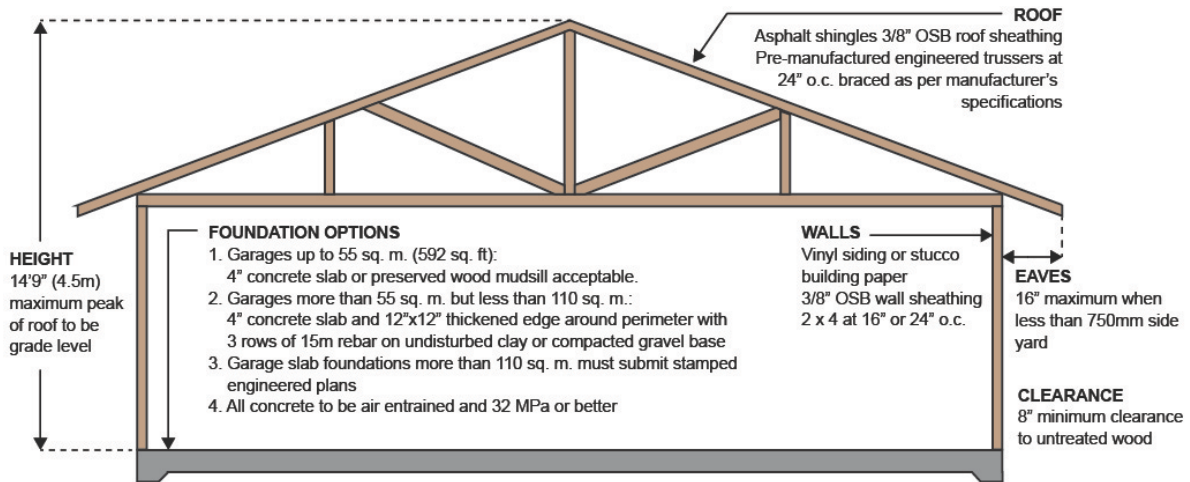 ROOF
Asphalt shingles 3/8” OSB roof sheathing
Pre-manufactured engineered trussers at
24” o.c. braced as per manufacturer’s
specifications
HEIGHT
14’9” (4.5m)
maximum peak
of roof to be
grade level
FOUNDATION OPTIONS
1. Garages up to 55 sq. m. (592 sq. ft):
4” concrete slab or preserved wood mudsill acceptable.
2. Garages more than 55 sq. m. but less than 110 sq. m.:
4” concrete slab and 12”x12” thickened edge around perimeter with
3 rows of 15m rebar on undisturbed clay or compacted gravel base
3. Garage slab foundations more than 110 sq. m. must submit stamped
engineered plans
4. All concrete to be air entrained and 32 MPa or better
WALLS
Vinyl siding or stucco
building paper
3/8” OSB wall sheathing
2 x 4 at 16” or 24” o.c.
EAVES
16” maximum when
less than 750mm side
yard
CLEARANCE
8” minimum clearance
to untreated wood